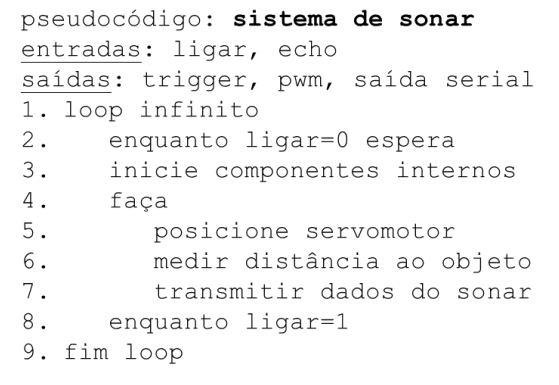 pseudocódigo: sistema de sonar
entradas: ligar, echo
saídas: trigger, pwm, saída serial
1. loop infinito
2. enquanto ligar=0 espera
3. inicie componentes internos
4. faça
5. posicione servomotor
6. medir distância ao objeto
7. transmitir dados do sonar
8. enquanto ligar=1
9. fim loop